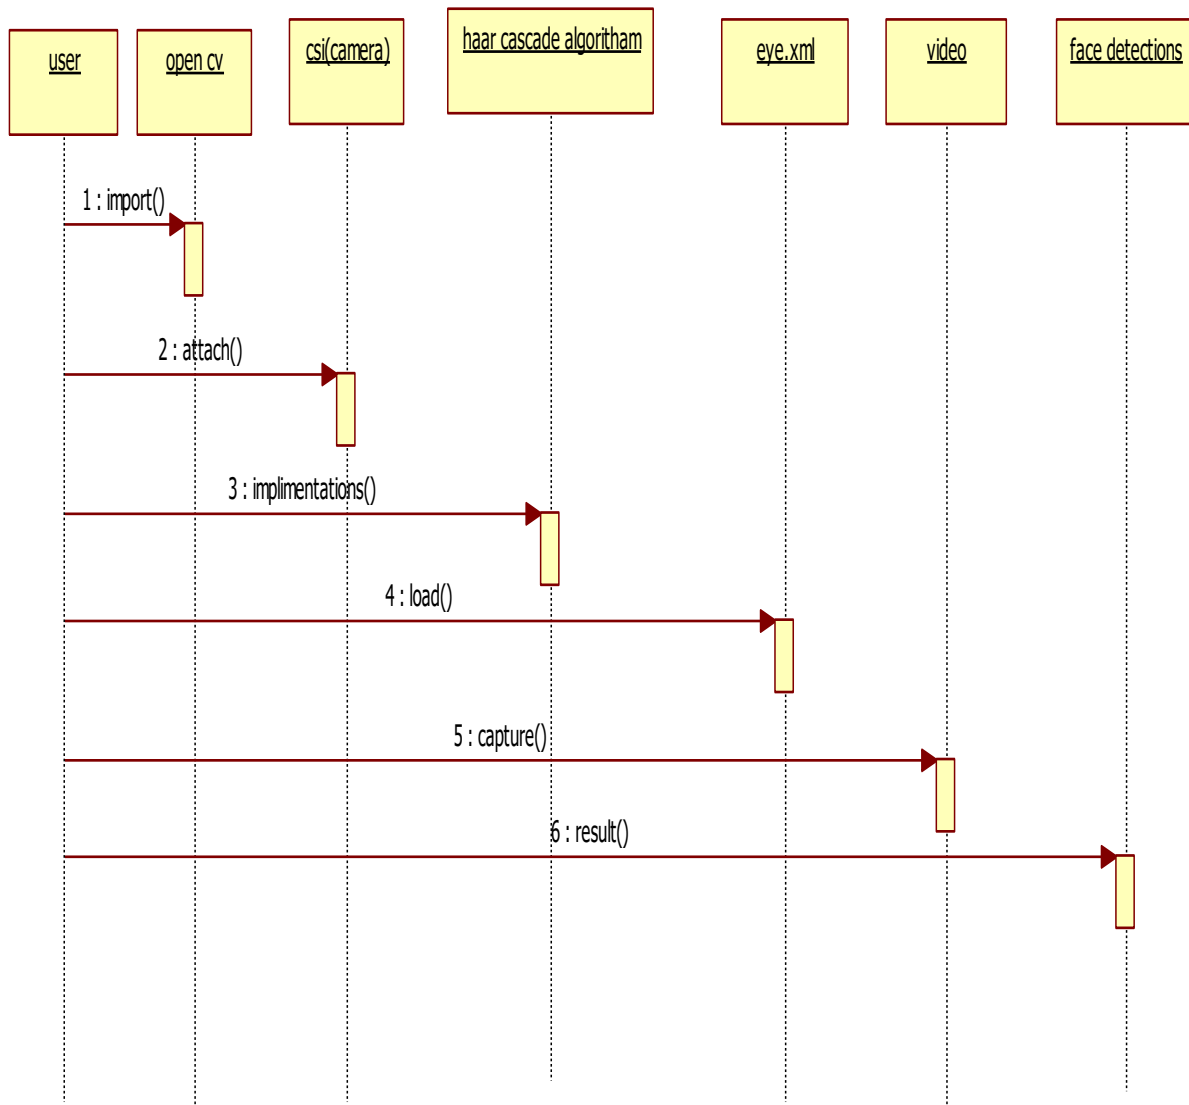 user
open cv
csi(camera)
haar cascade algoritham
eye.xml
video
face detections
1 : import()
2 : attach()
3 : implimentations()
4 : load()
5 : capture()
6 : result()